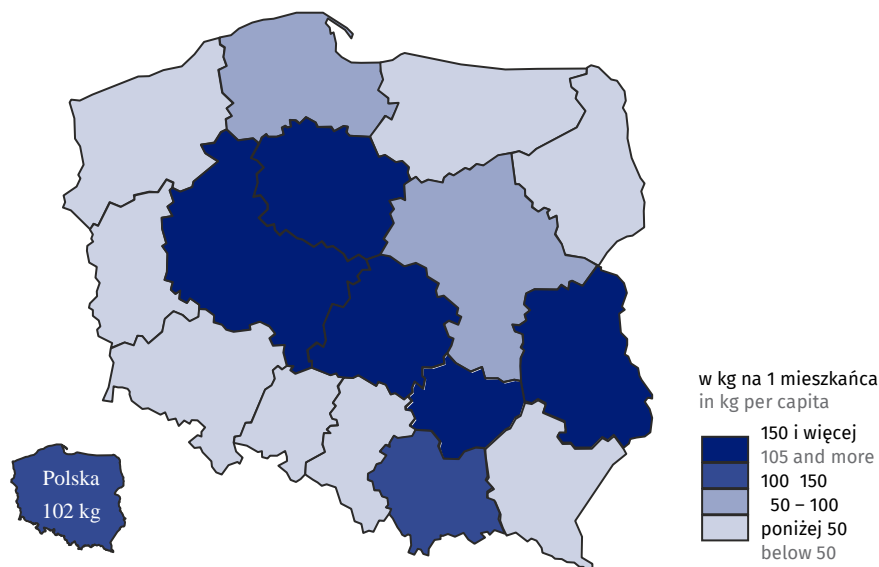 w kg na 1 mieszkańca
in kg per capita
150 i więcej
105 and more
100 150
50 – 100
poniżej 50
below 50
Polska
102 kg